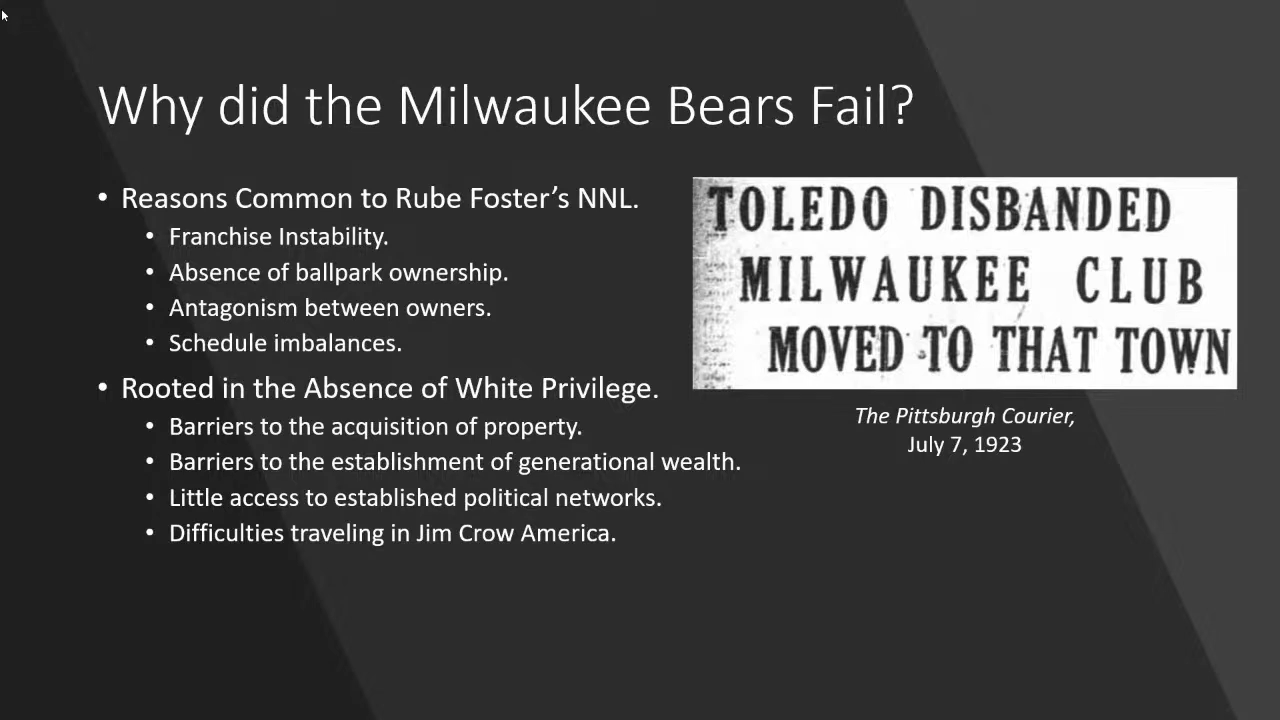 Why did the Milwaukee Bears Fail?
• Reasons Common to Rube Foster’s NNL.
• Franchise Instability.
• Absence of ballpark ownership.
• Antagonism between owners.
• Schedule imbalances.
• Rooted in the Absence of White Privilege.
• Barriers to the acquisition of property.
• Barriers to the establishment of generational wealth.
• Little access to established political networks.
• Difficulties traveling in Jim Crow America.
TOLEDO DISBANDED
MILWAUKEE CLUB
MOVED TO THAT TOWN
The Pittsburgh Courier,
July 7, 1923